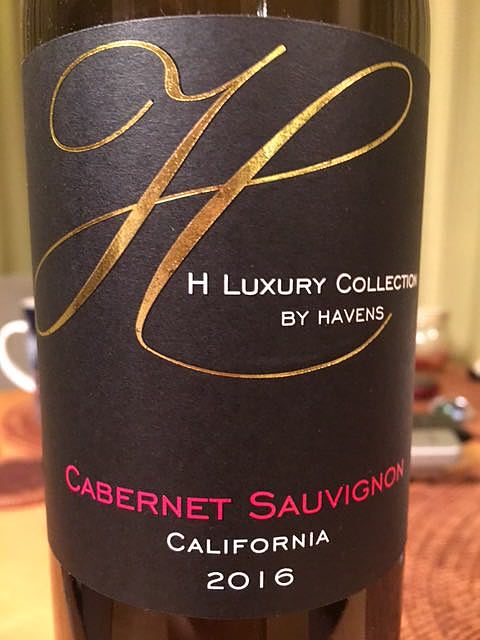 H
H LUXURY COLLECTION
BY HAVENS
CABERNET SAUVIGNON
CALIFORNIA
2016